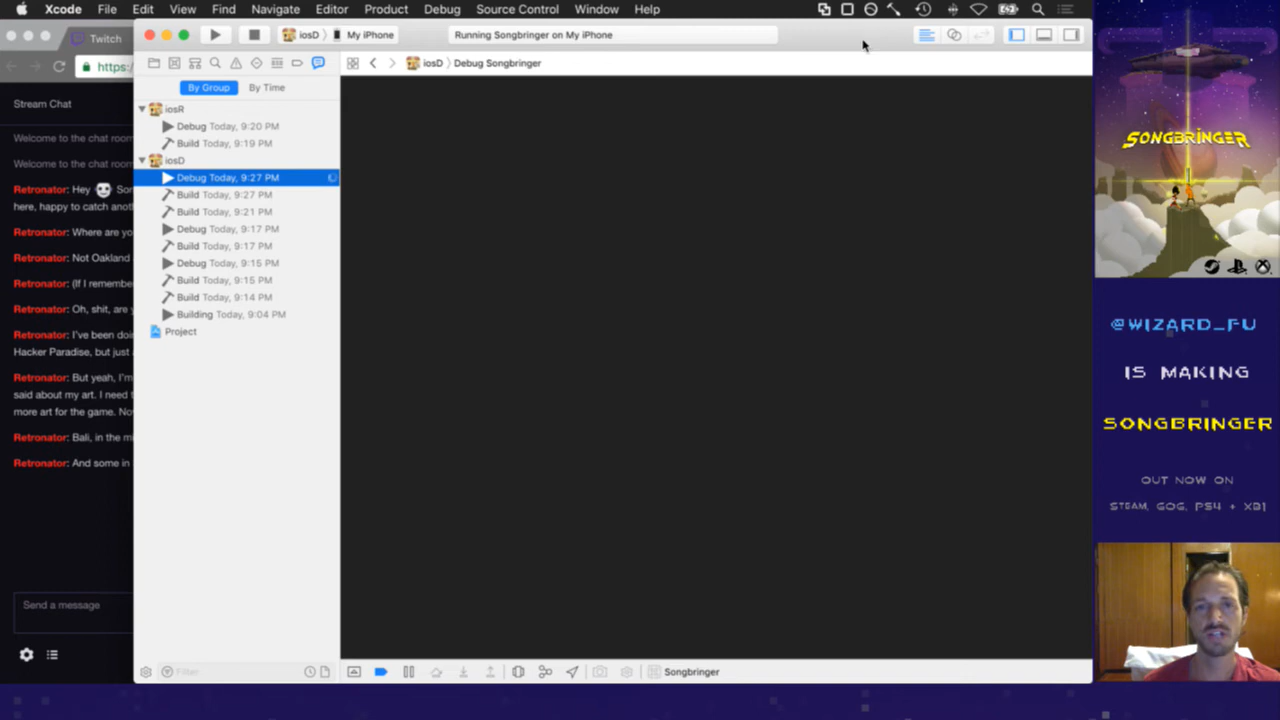 Xcode File Edit View Find Navigate Editor Product Debug Source Control Window Help
Twitch
iosD 〉 My iPhone
Running Songbringer on My iPhone
https:
iosD 〉 Debug Songbringer
By Group By Time
Stream Chat
Welcome to the chat room
Welcome to the chat room
Retronator: Hey Sor
here, happy to catch anot
Retronator: Where are yo
Retronator: Not Oakland
Retronator: (If I remembe
Retronator: Oh, shit, are y
Retronator: I've been doin
Hacker Paradise, but just
Retronator: But yeah, I'm
said about my art. I need t
more art for the game. No
Retronator: Bali, in the m
Retronator: And some in
Send a message
iosR
Debug Today, 9:20 PM
Build Today, 9:19 PM
iosD
Debug Today, 9:27 PM
Build Today, 9:27 PM
Build Today, 9:21 PM
Debug Today, 9:17 PM
Build Today, 9:17 PM
Debug Today, 9:15 PM
Build Today, 9:15 PM
Build Today, 9:14 PM
Building Today, 9:04 PM
Project
Filter
Songbringer
SONGBRINGER
@WIZARD_FU
IS MAKING
SONGBRINGER
OUT NOW ON
STEAM, GOG, PS4 + XB1